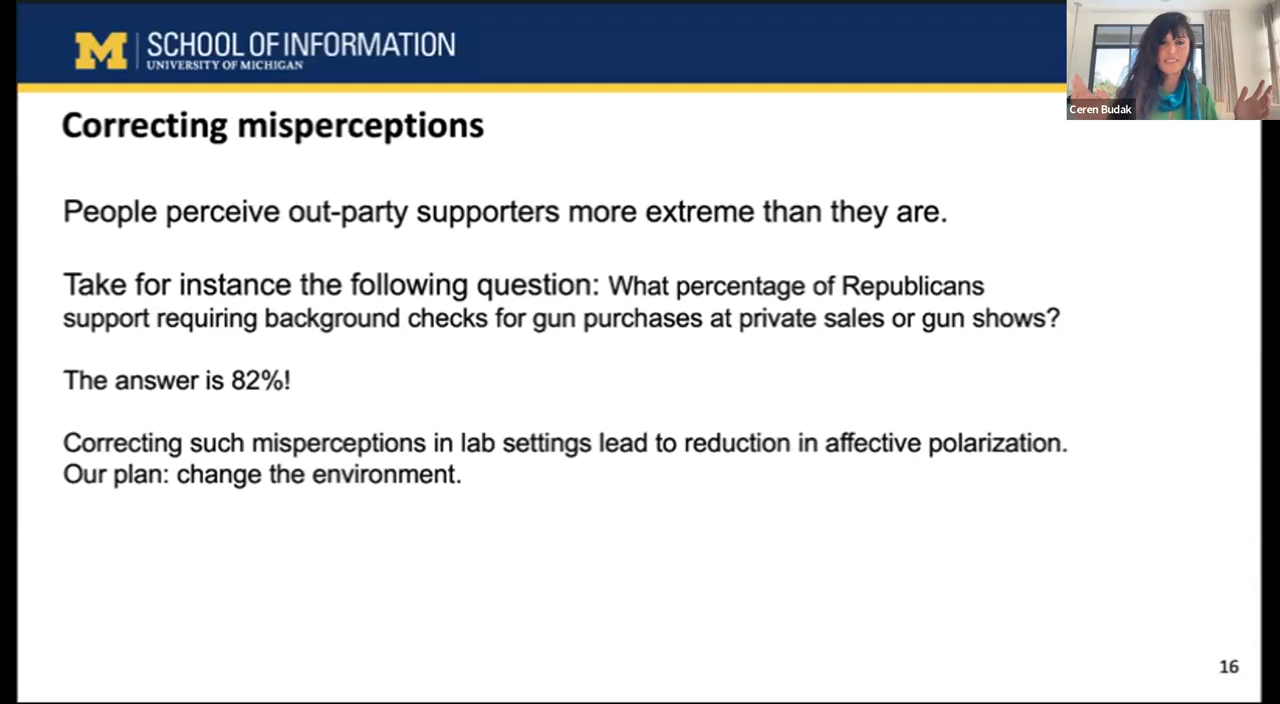 M SCHOOL OF INFORMATION
UNIVERSITY OF MICHIGAN
Ceren Budak
Correcting misperceptions
People perceive out-party supporters more extreme than they are.
Take for instance the following question: What percentage of Republicans
support requiring background checks for gun purchases at private sales or gun shows?
The answer is 82%!
Correcting such misperceptions in lab settings lead to reduction in affective polarization.
Our plan: change the environment.
16